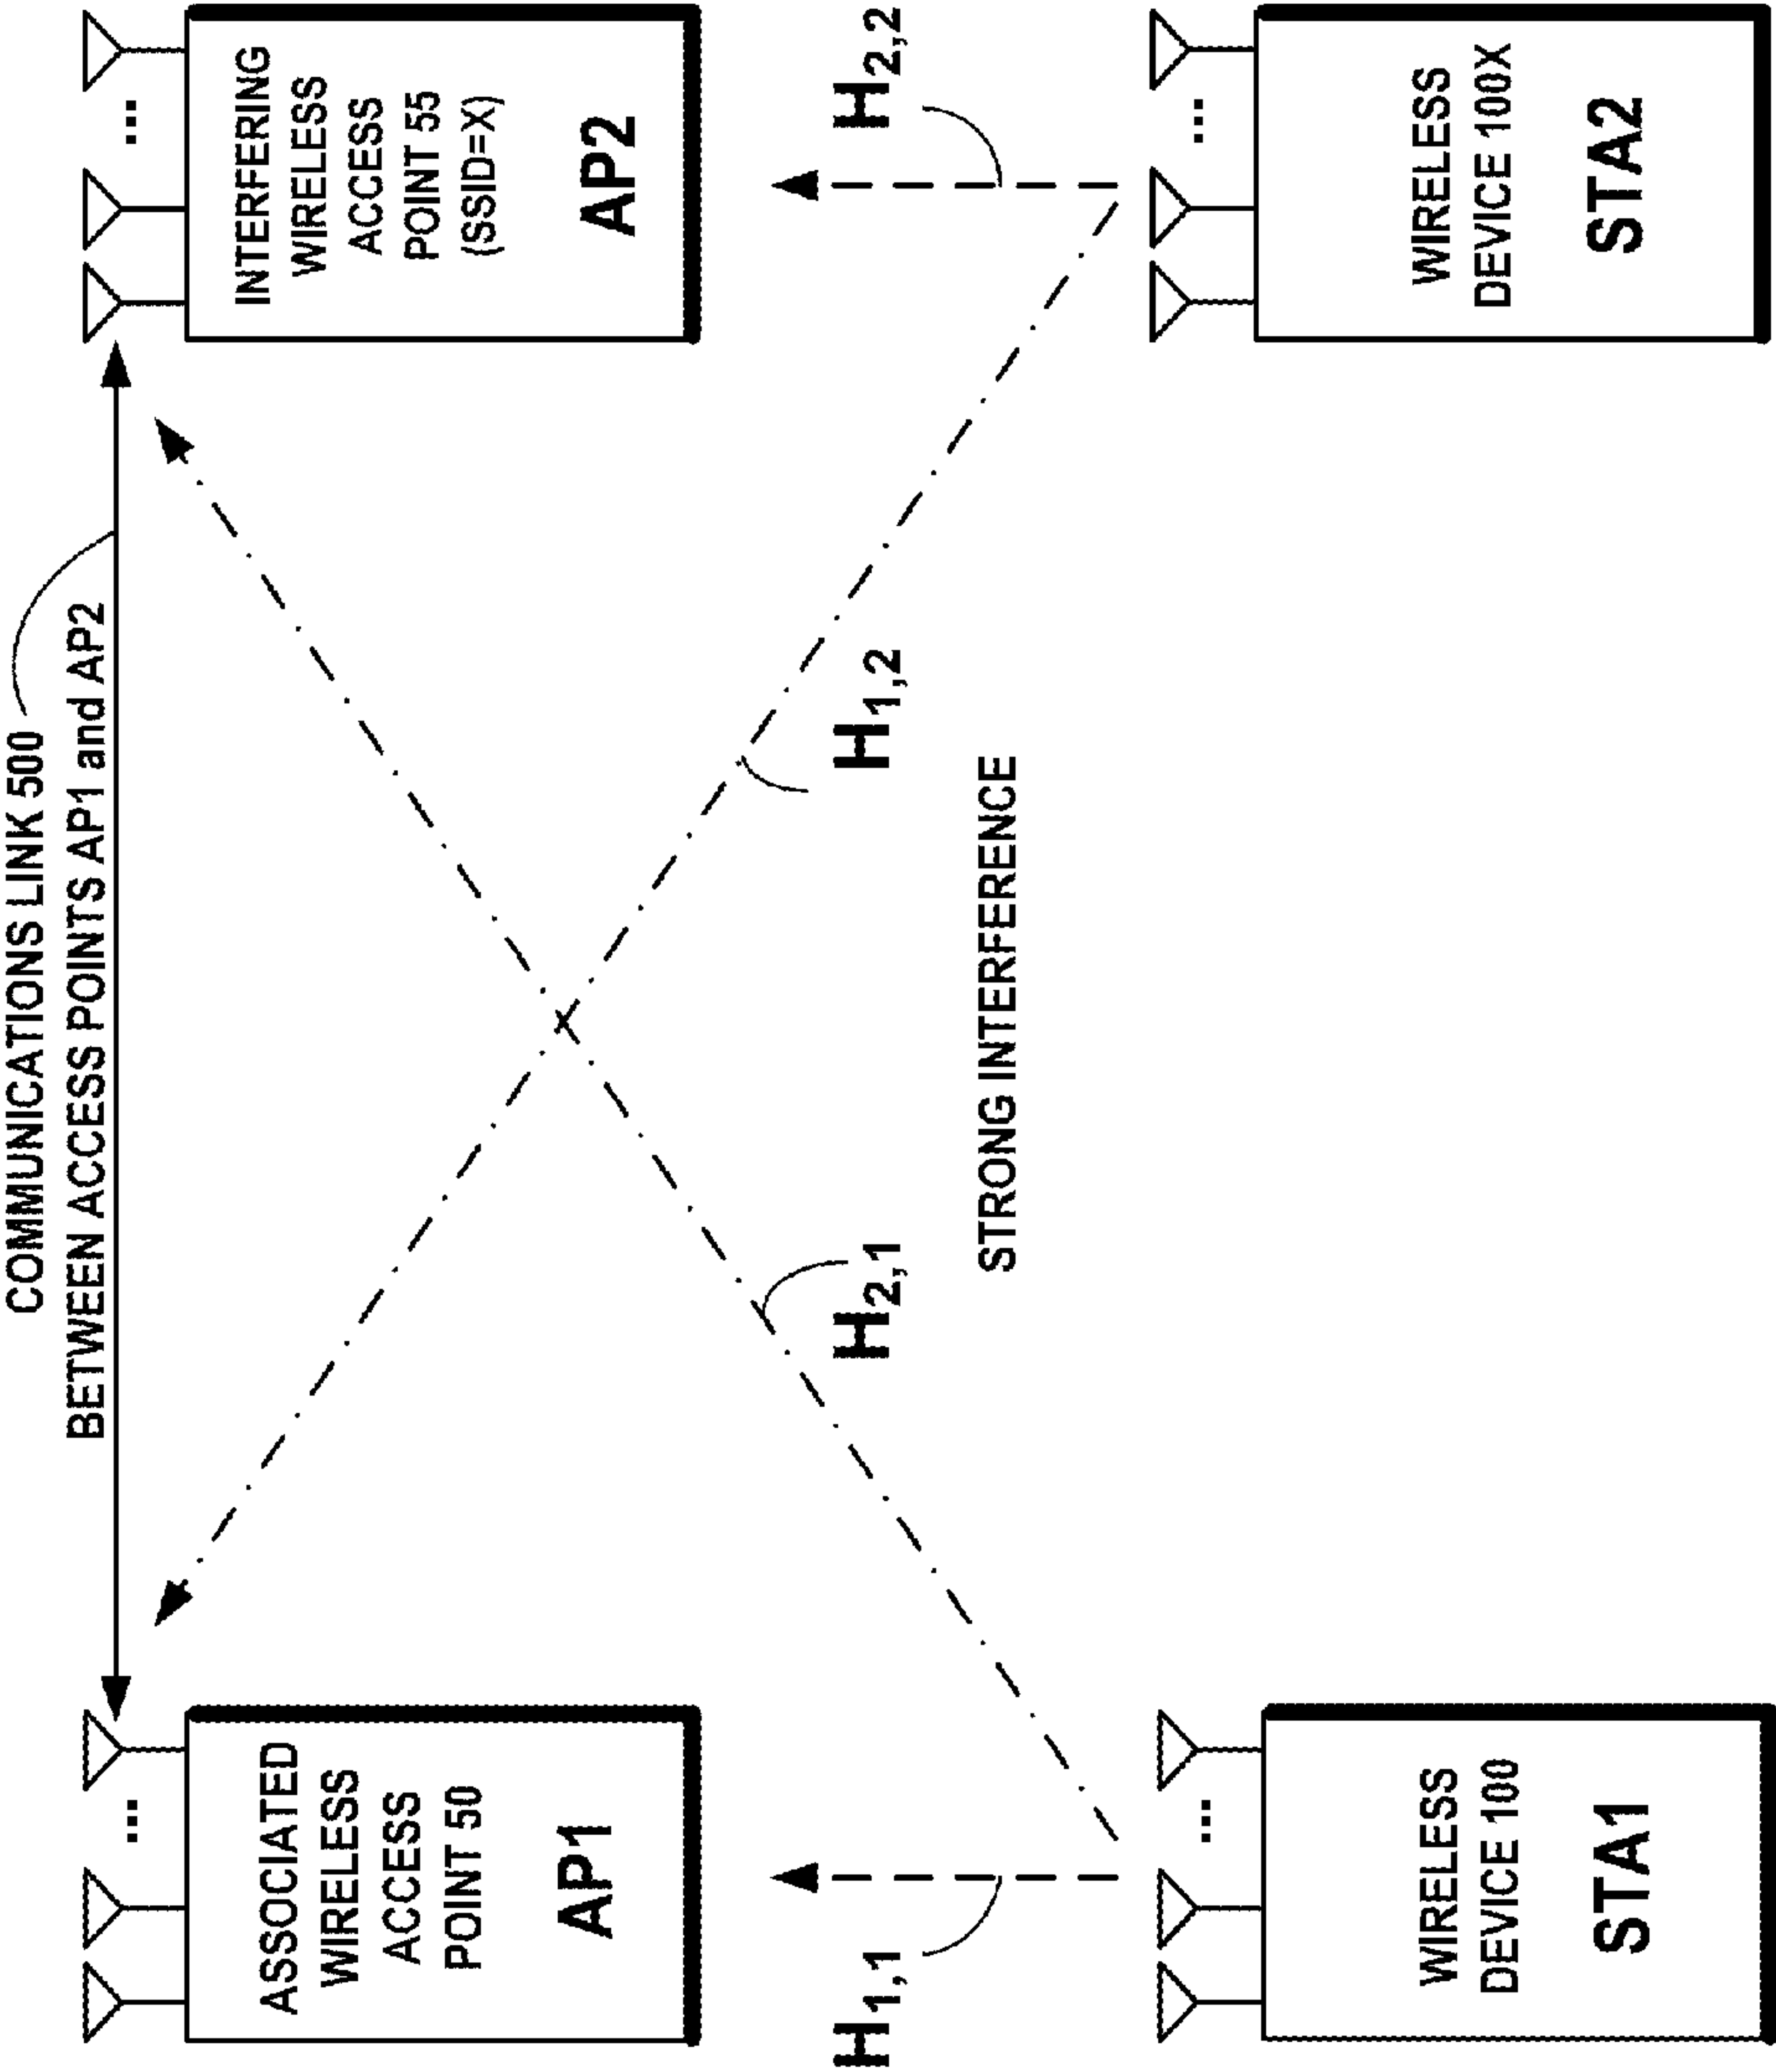 COMMUNICATIONS LINK 500
BETWEEN ACCESS POINTS AP1 and AP2
ASSOCIATED
WIRELESS
ACCESS
POINT 50
AP1
INTERFERING
WIRELESS
ACCESS
POINT 55
(SSID=X)
AP2
H1,1
H2,1
H1,2
H2,2
STRONG INTERFERENCE
WIRELESS
DEVICE 100
STA1
WIRELESS
DEVICE 100X
STA2